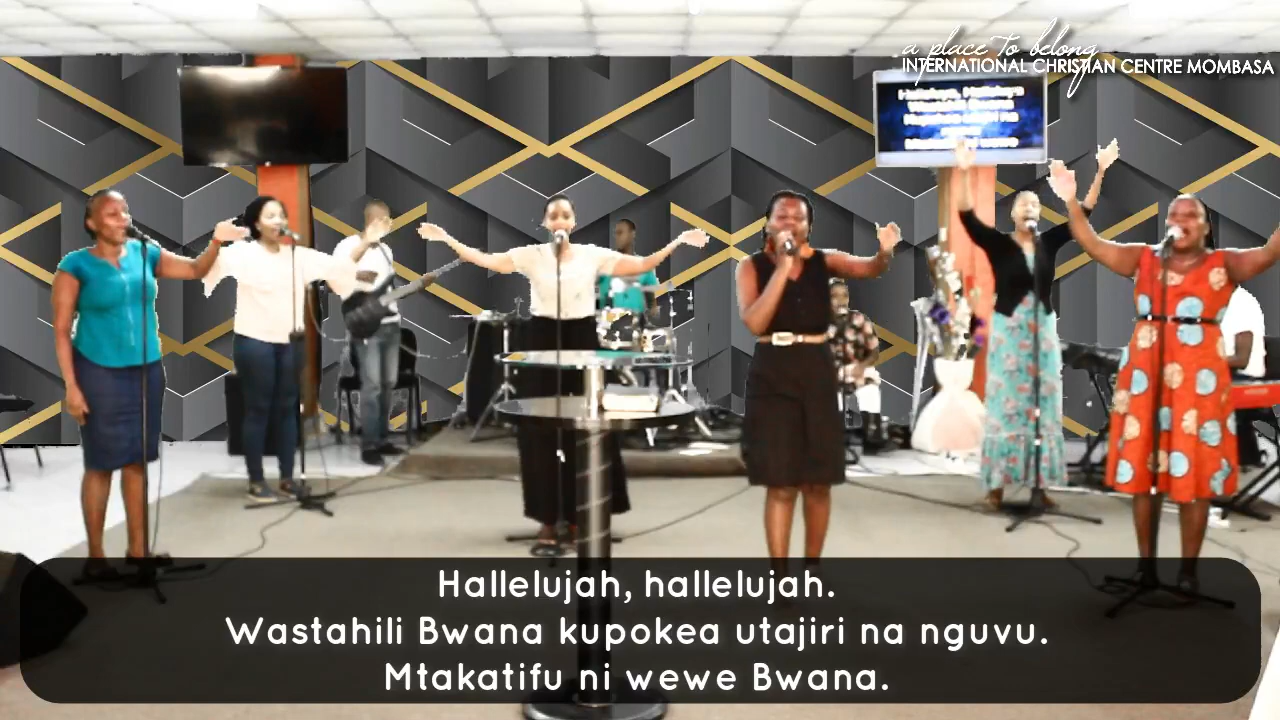 a place to belong
INTERNATIONAL CHRISTIAN CENTRE MOMBASA
Hallelujah, hallelujah.
Wastahili Bwana kupokea utajiri na nguvu.
Mtakatifu ni wewe Bwana.